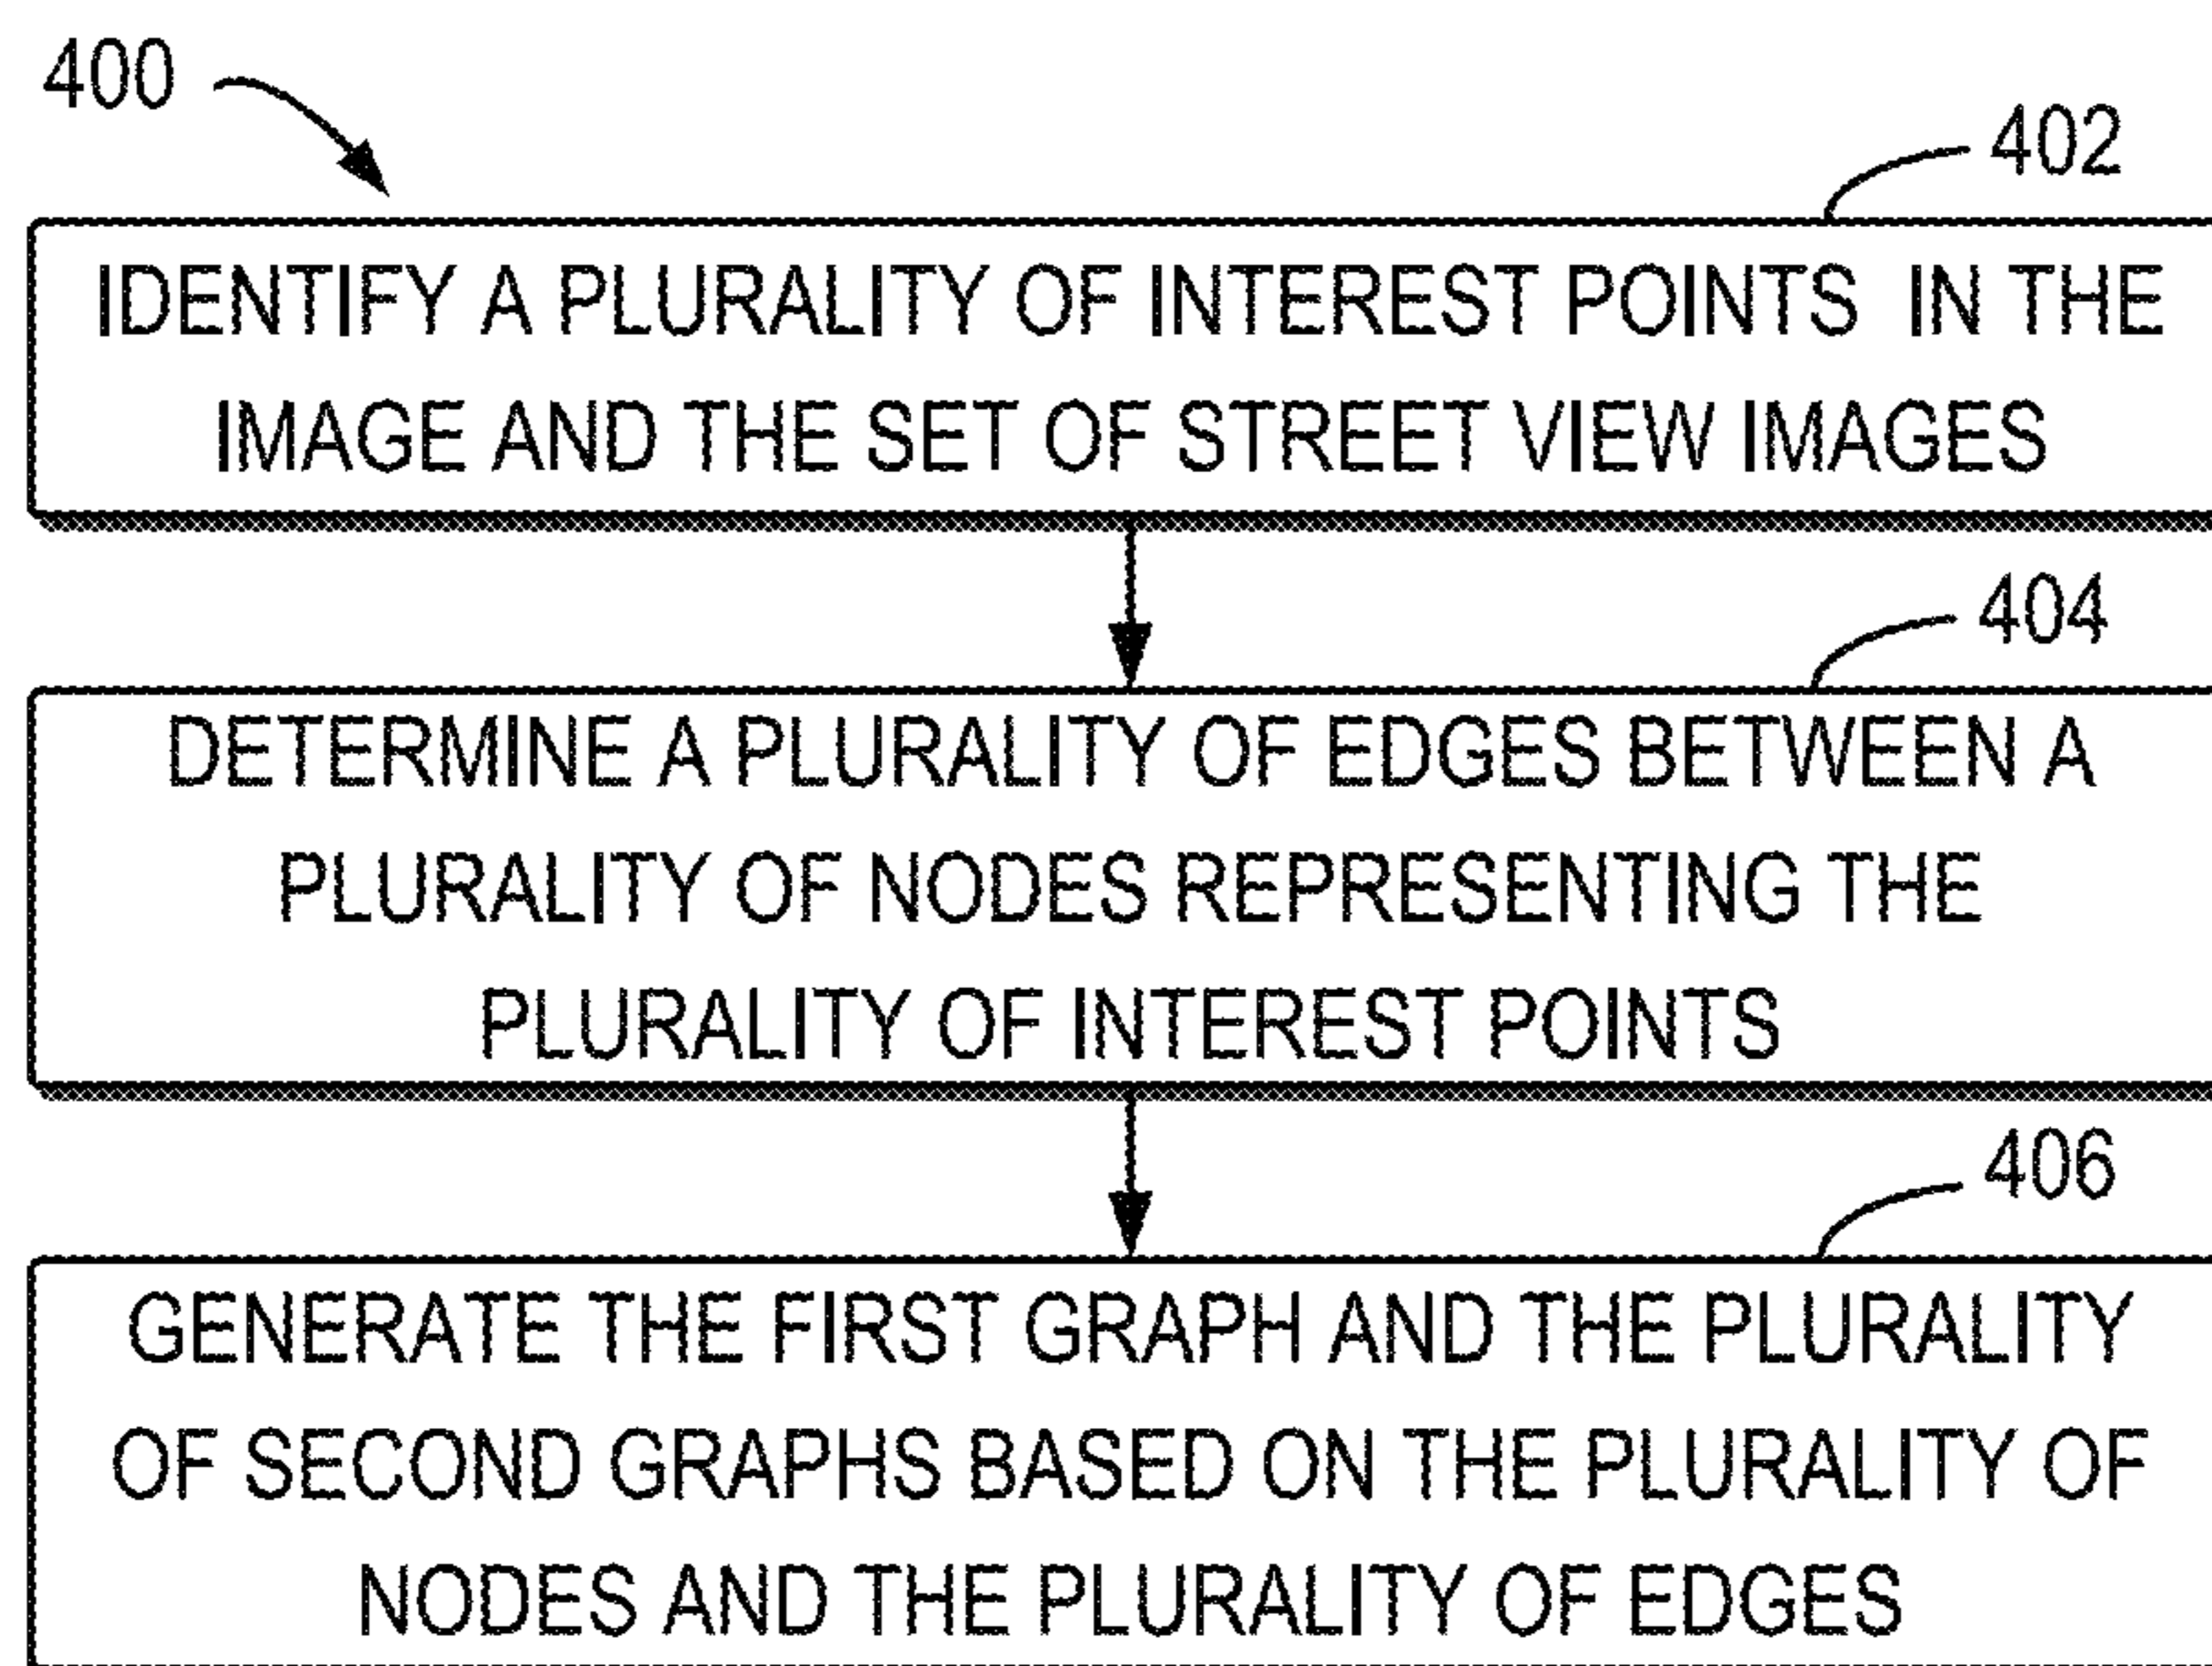 400
402
IDENTIFY A PLURALITY OF INTEREST POINTS IN THE
IMAGE AND THE SET OF STREET VIEW IMAGES
404
DETERMINE A PLURALITY OF EDGES BETWEEN A
PLURALITY OF NODES REPRESENTING THE
PLURALITY OF INTEREST POINTS
406
GENERATE THE FIRST GRAPH AND THE PLURALITY
OF SECOND GRAPHS BASED ON THE PLURALITY OF
NODES AND THE PLURALITY OF EDGES